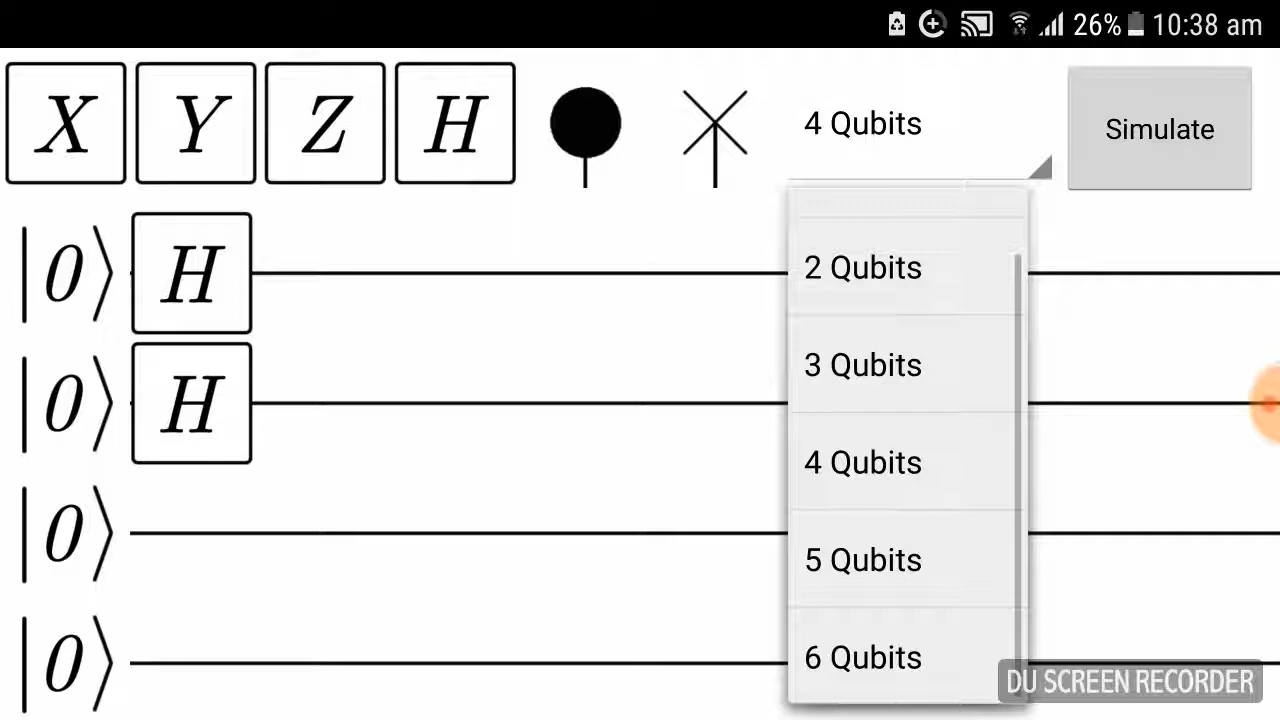 26% 10:38 am
X Y Z H 4 Qubits Simulate
|0⟩ H
2 Qubits
3 Qubits
|0⟩ H
4 Qubits
|0⟩
5 Qubits
|0⟩
6 Qubits
DU SCREEN RECORDER